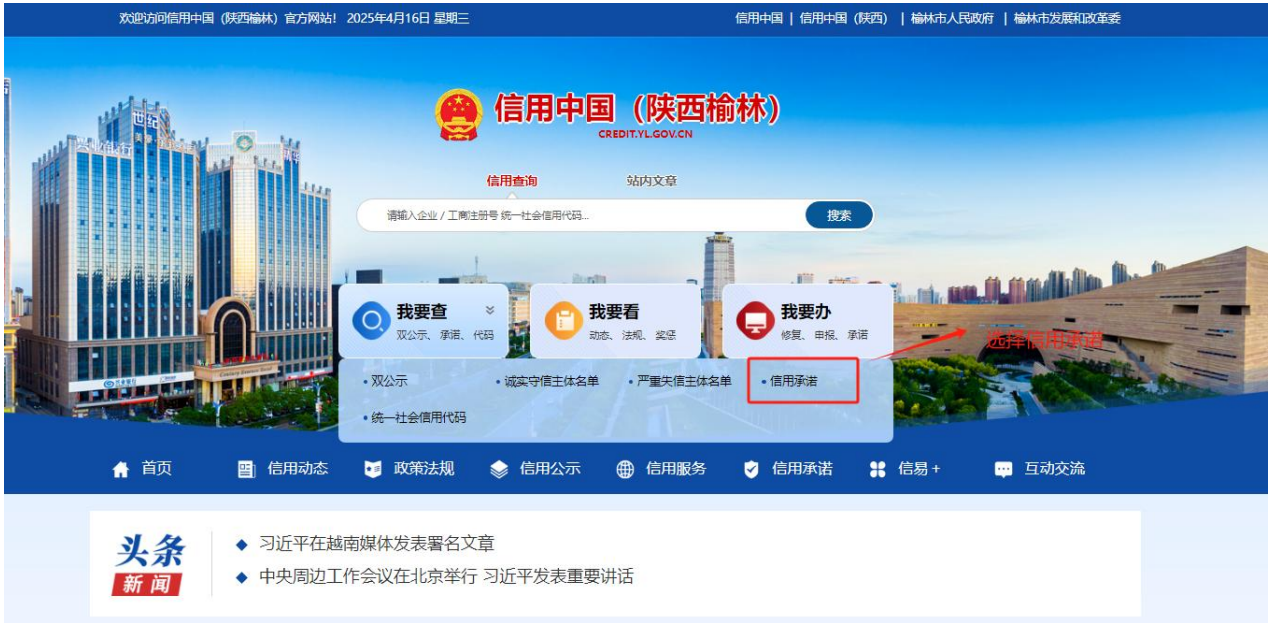 欢迎访问信用中国（陕西榆林）官方网站！ 2025年4月16日 星期三
信用中国 | 信用中国（陕西） | 榆林市人民政府 | 榆林市发展和改革委
信用中国（陕西榆林）
CREDIT.YL.GOV.CN
信用查询 站内文章
请输入企业 / 工商注册号 统一社会信用代码... 搜索
世纪
兴业银行
我要查 我要看 我要办
双公示、承诺、代码 动态、法规、奖惩 修复、申报、承诺
选择信用承诺
• 双公示 • 诚实守信主体名单 • 严重失信主体名单 • 信用承诺
• 统一社会信用代码
首页 信用动态 政策法规 信用公示 信用服务 信用承诺 信易+ 互动交流
头条
新闻
◆ 习近平在越南媒体发表署名文章
◆ 中央周边工作会议在北京举行 习近平发表重要讲话